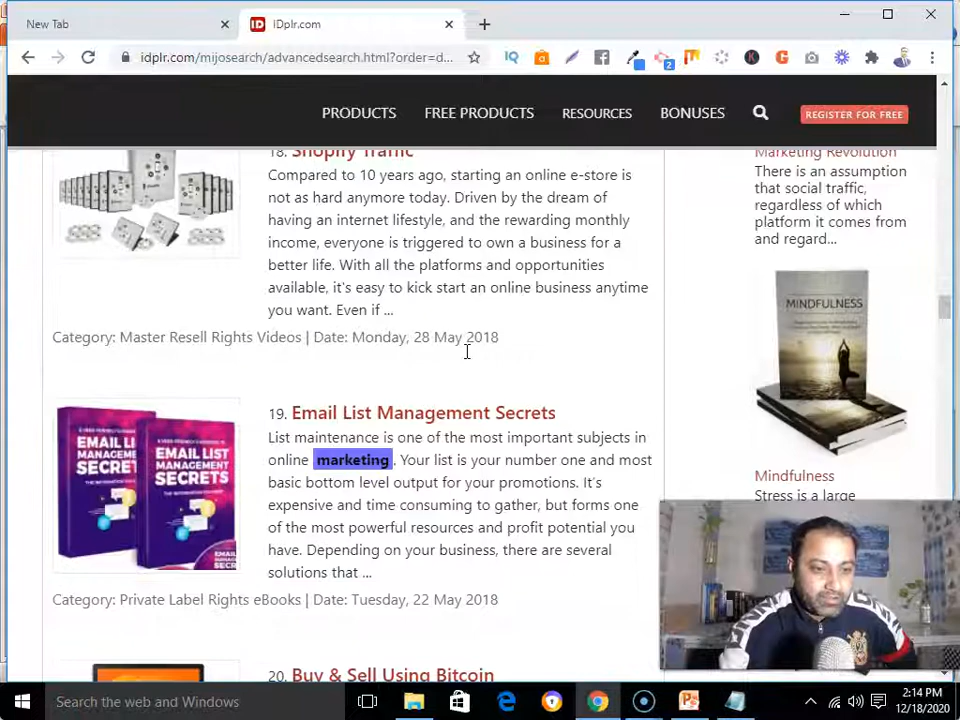 New Tab
IDplr.com
idplr.com/mijosearch/advancedsearch.html?order=d...
2
PRODUCTS
FREE PRODUCTS
RESOURCES
BONUSES
REGISTER FOR FREE
18. Shopify Traffic
Compared to 10 years ago, starting an online e-store is
not as hard anymore today. Driven by the dream of
having an internet lifestyle, and the rewarding monthly
income, everyone is triggered to own a business for a
better life. With all the platforms and opportunities
available, it's easy to kick start an online business anytime
you want. Even if ...
Category: Master Resell Rights Videos | Date: Monday, 28 May 2018
EMAIL LIST
MANAGEMENT
SECRETS
19. Email List Management Secrets
List maintenance is one of the most important subjects in
online marketing. Your list is your number one and most
basic bottom level output for your promotions. It's
expensive and time consuming to gather, but forms one
of the most powerful resources and profit potential you
have. Depending on your business, there are several
solutions that ...
Category: Private Label Rights eBooks | Date: Tuesday, 22 May 2018
20. Buy & Sell Using Bitcoin
Marketing Revolution
There is an assumption
that social traffic,
regardless of which
platform it comes from
and regard...
MINDFULNESS
Mindfulness
Stress is a large
Search the web and Windows
2:14 PM
12/18/2020